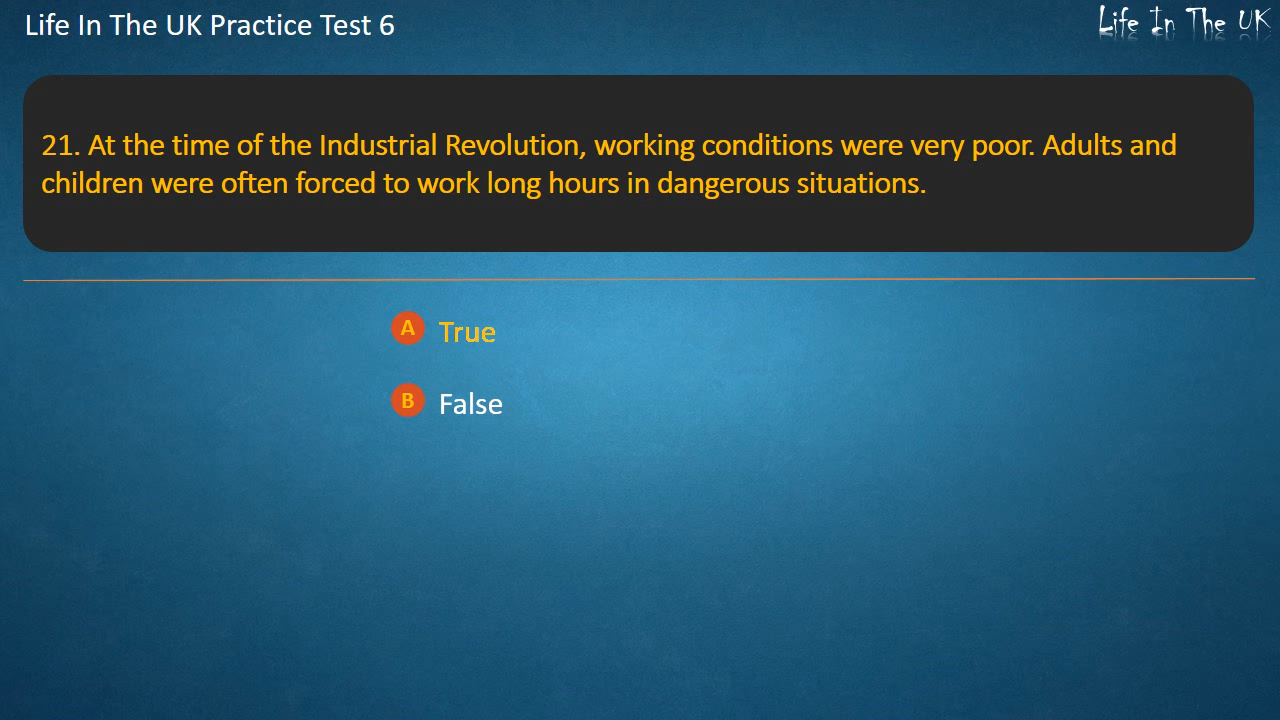 Life In The UK Practice Test 6
Life In The UK
21. At the time of the Industrial Revolution, working conditions were very poor. Adults and
children were often forced to work long hours in dangerous situations.
A True
B False